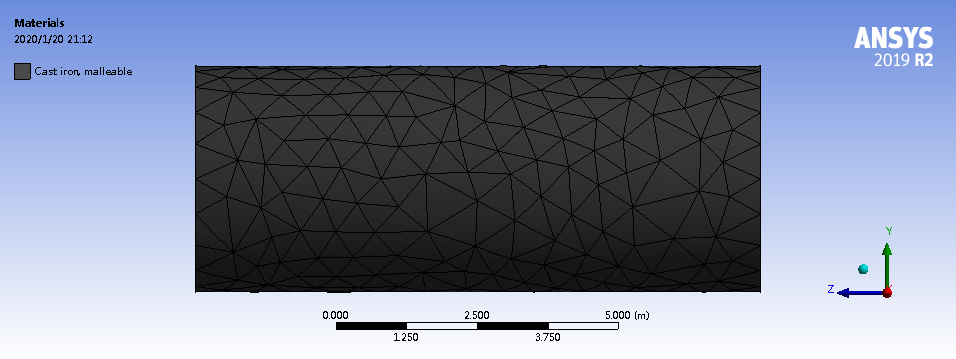 Materials
2020/1/20 21:12
Cast iron, malleable
ANSYS
2019 R2
Y
Z
0.000 2.500 5.000 (m)
1.250 3.750